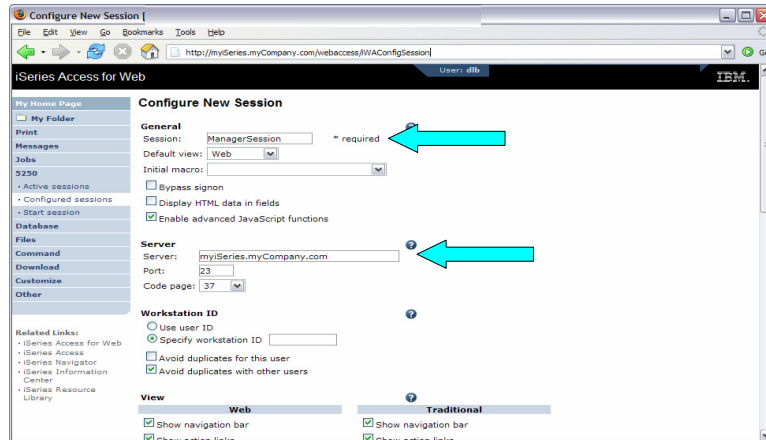 Configure New Session [
File Edit View Go Bookmarks Tools Help
http://myiSeries.myCompany.com/webaccess/iWAConfigSession
iSeries Access for Web
User: dlb
IBM.
My Home Page
My Folder
Print
Messages
Jobs
5250
• Active sessions
• Configured sessions
• Start session
Database
Files
Command
Download
Customize
Other
Related Links:
• iSeries Access for Web
• iSeries Access
• iSeries Navigator
• iSeries Information
Center
• iSeries Resource
Library
Configure New Session
General
Session: ManagerSession * required
Default view: Web
Initial macro:
Bypass signon
Display HTML data in fields
Enable advanced JavaScript functions
Server
Server: myiSeries.myCompany.com
Port: 23
Code page: 37
Workstation ID
Use user ID
Specify workstation ID
Avoid duplicates for this user
Avoid duplicates with other users
View
Web Traditional
Show navigation bar Show navigation bar
Show action links Show action links